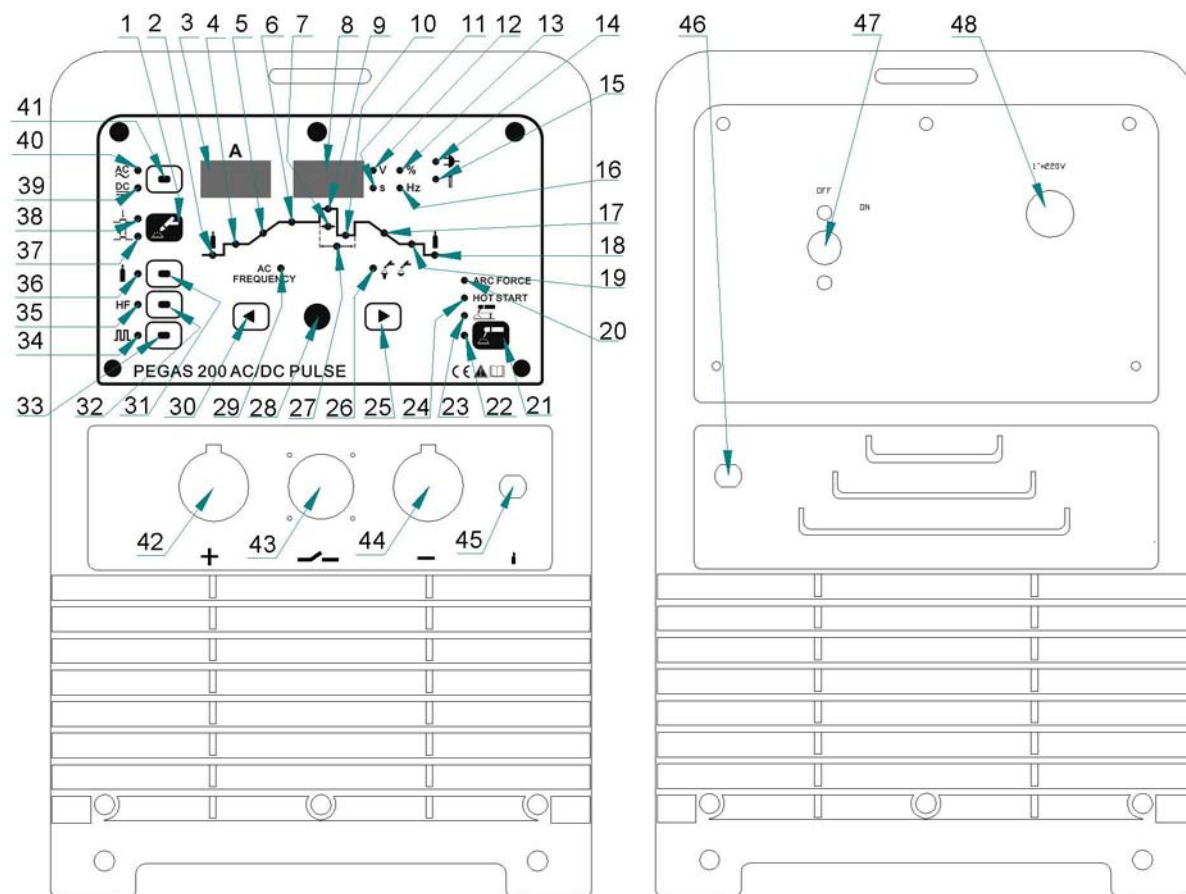 1 2 3 4 5 6 7 8 9 10 11 12 13 14 15
46 47 48
41 40 39 38 37 36 35 34
16 17 18 19 20
A
AC
DC
V %
s Hz
AC
FREQUENCY
ARC FORCE
HOT START
HF
PEGAS 200 AC/DC PULSE
CE
33 32 31 30 29 28 27 26 25 24 23 22 21
OFF
ON
1~220V
42 43 44 45
+ −